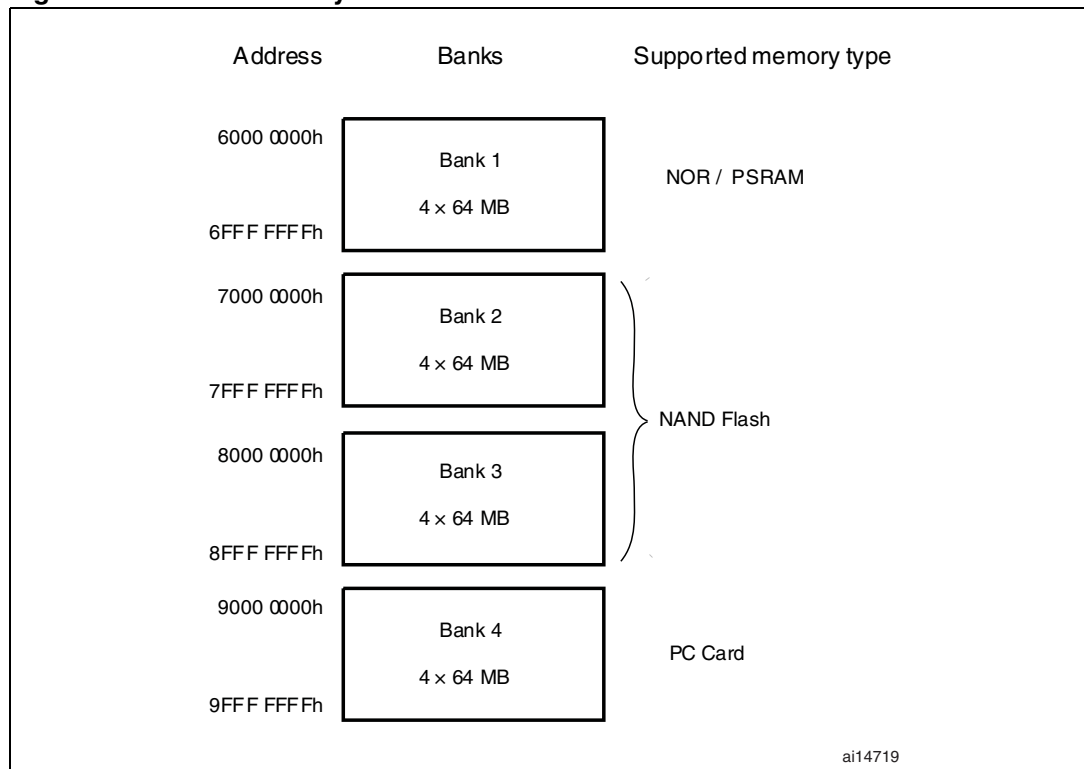 Address Banks Supported memory type
6000 0000h
Bank 1
NOR / PSRAM
4 × 64 MB
6FFF FFFFh
7000 0000h
Bank 2
4 × 64 MB
7FFF FFFFh
NAND Flash
8000 0000h
Bank 3
4 × 64 MB
8FFF FFFFh
9000 0000h
Bank 4
PC Card
4 × 64 MB
9FFF FFFFh
ai14719